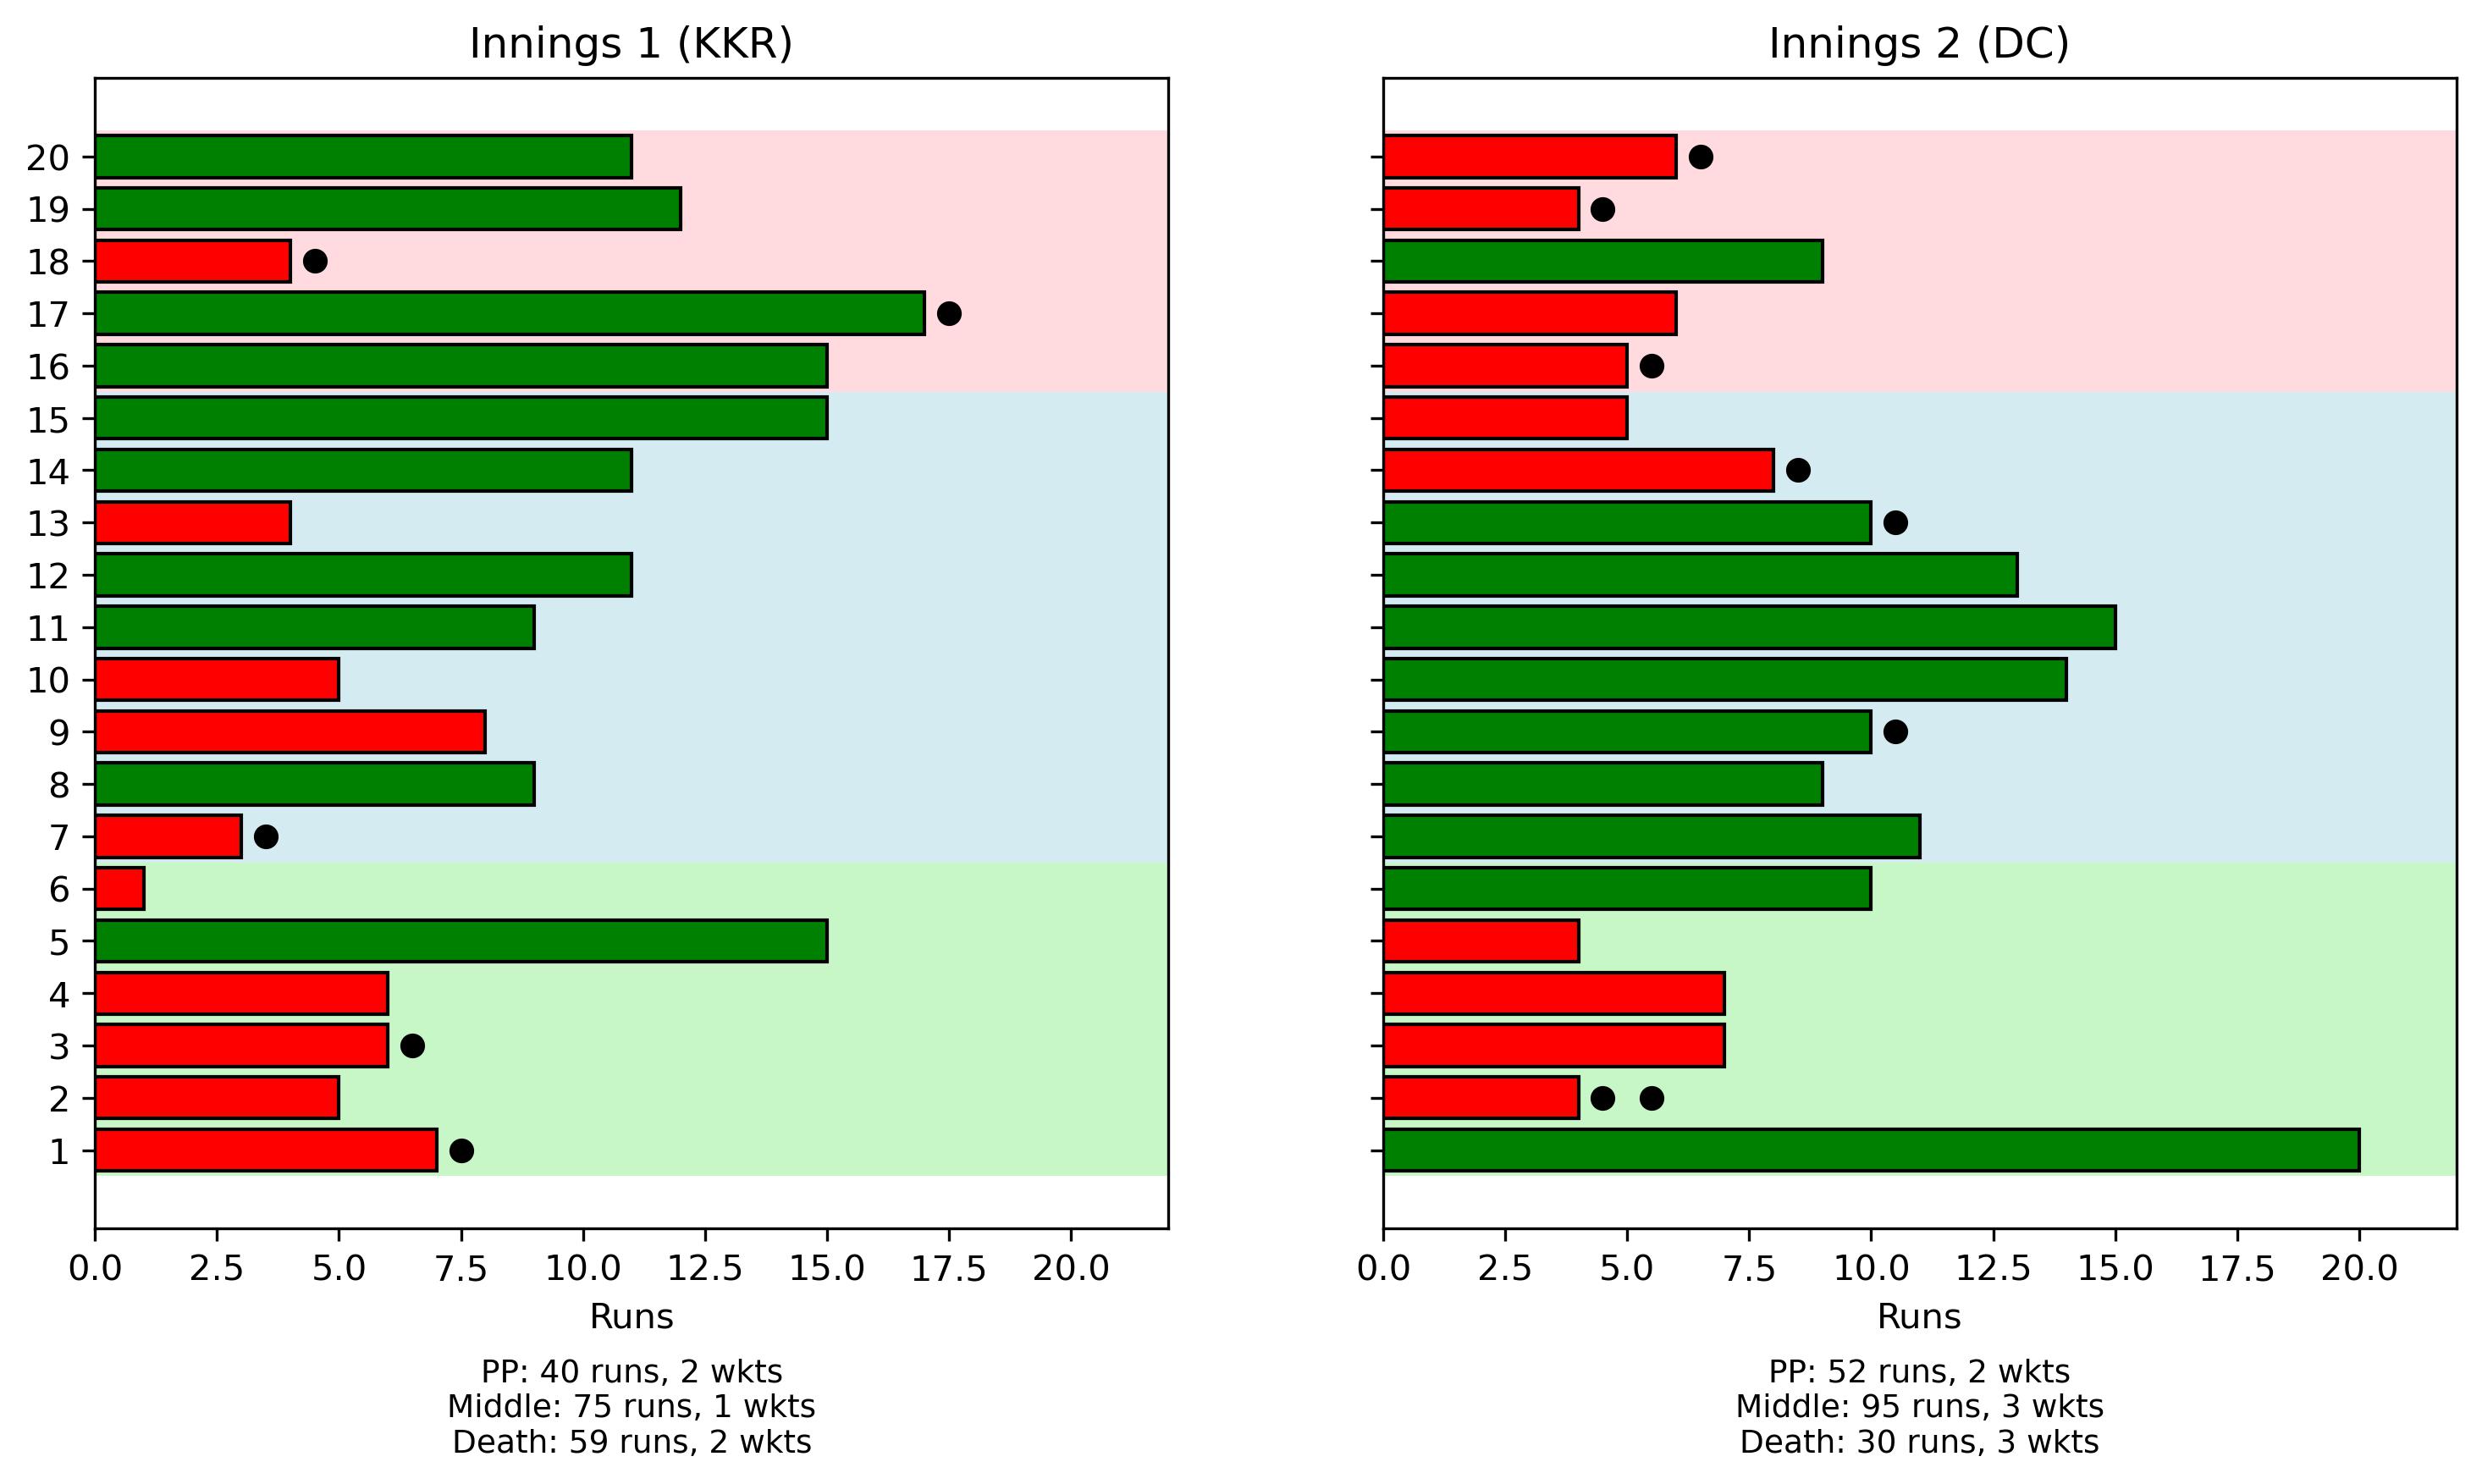 Innings 1 (KKR)
20
19
18
17
16
15
14
13
12
11
10
9
8
7
6
5
4
3
2
1
0.0 2.5 5.0 7.5 10.0 12.5 15.0 17.5 20.0
Runs
PP: 40 runs, 2 wkts
Middle: 75 runs, 1 wkts
Death: 59 runs, 2 wkts
Innings 2 (DC)
0.0 2.5 5.0 7.5 10.0 12.5 15.0 17.5 20.0
Runs
PP: 52 runs, 2 wkts
Middle: 95 runs, 3 wkts
Death: 30 runs, 3 wkts